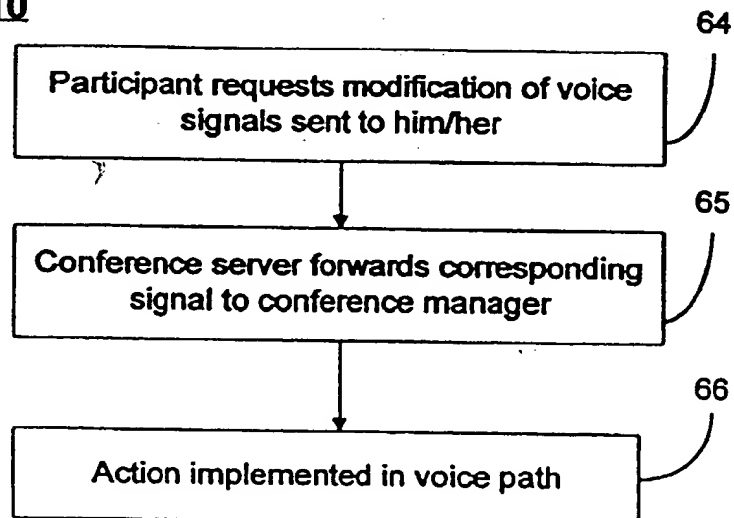 10
64
Participant requests modification of voice
signals sent to him/her
65
Conference server forwards corresponding
signal to conference manager
66
Action implemented in voice path